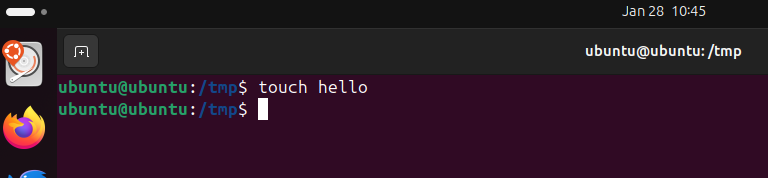 Jan 28 10:45
ubuntu@ubuntu: /tmp
ubuntu@ubuntu:/tmp$ touch hello
ubuntu@ubuntu:/tmp$